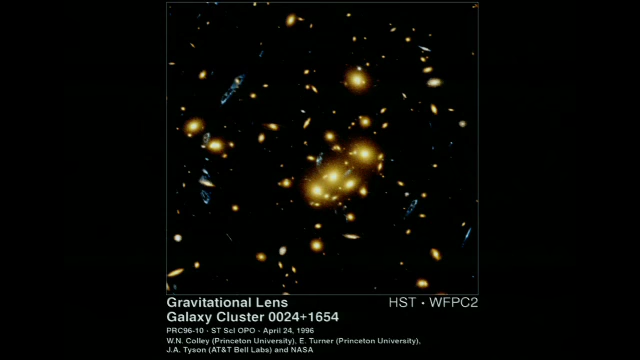 Gravitational Lens HST • WFPC2
Galaxy Cluster 0024+1654
PRC96-10 · ST ScI OPO · April 24, 1996
W.N. Colley (Princeton University), E. Turner (Princeton University),
J.A. Tyson (AT&T Bell Labs) and NASA